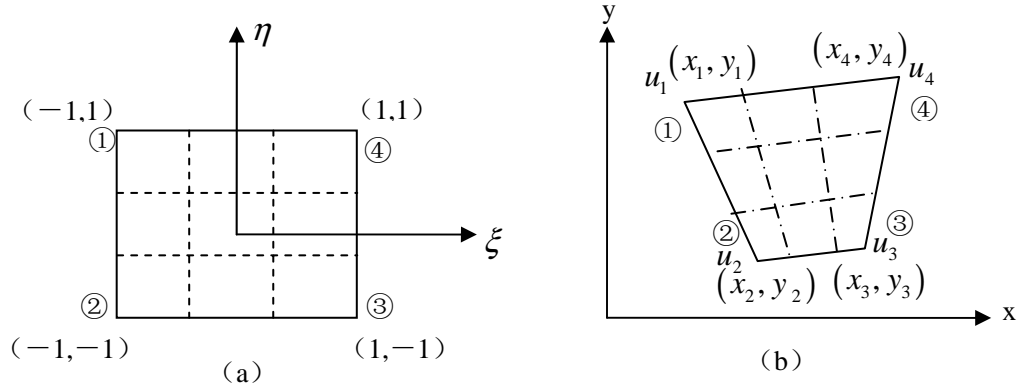 η
(-1,1)
(1,1)
①
④
ξ
②
③
(-1,-1)
(1,-1)
(a)
y
u₁ (x₁, y₁)
(x₄, y₄) u₄
①
④
②
③
u₂
u₃
(x₂, y₂)
(x₃, y₃)
x
(b)